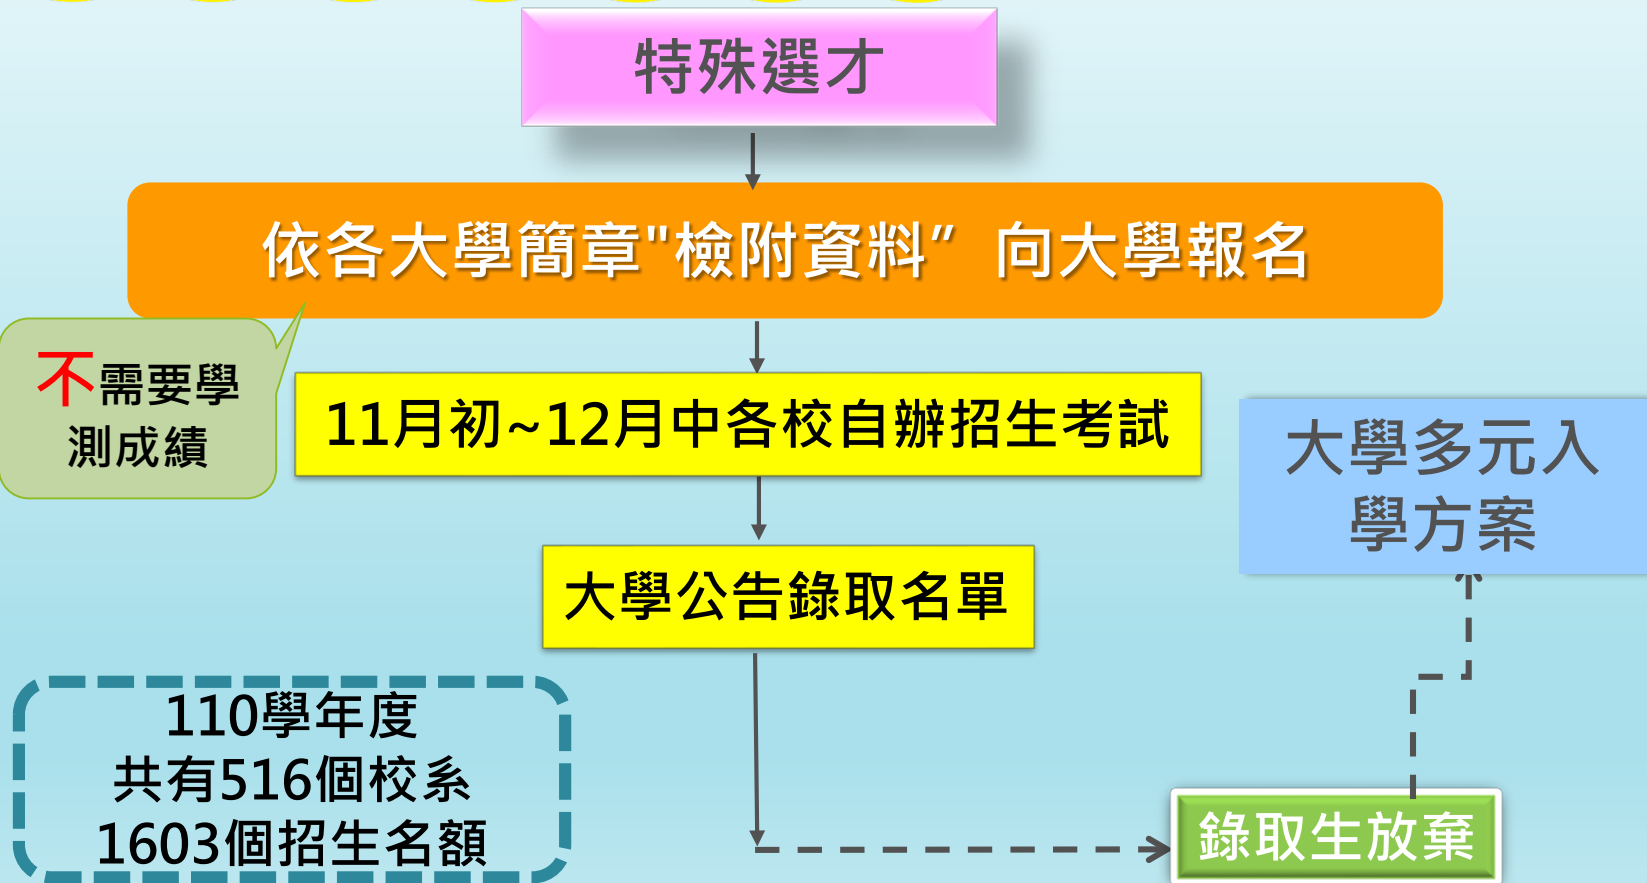 特殊選才
依各大學簡章"檢附資料” 向大學報名
不需要學
測成績
11月初~12月中各校自辦招生考試
大學多元入
學方案
大學公告錄取名單
110學年度
共有516個校系
1603個招生名額
錄取生放棄